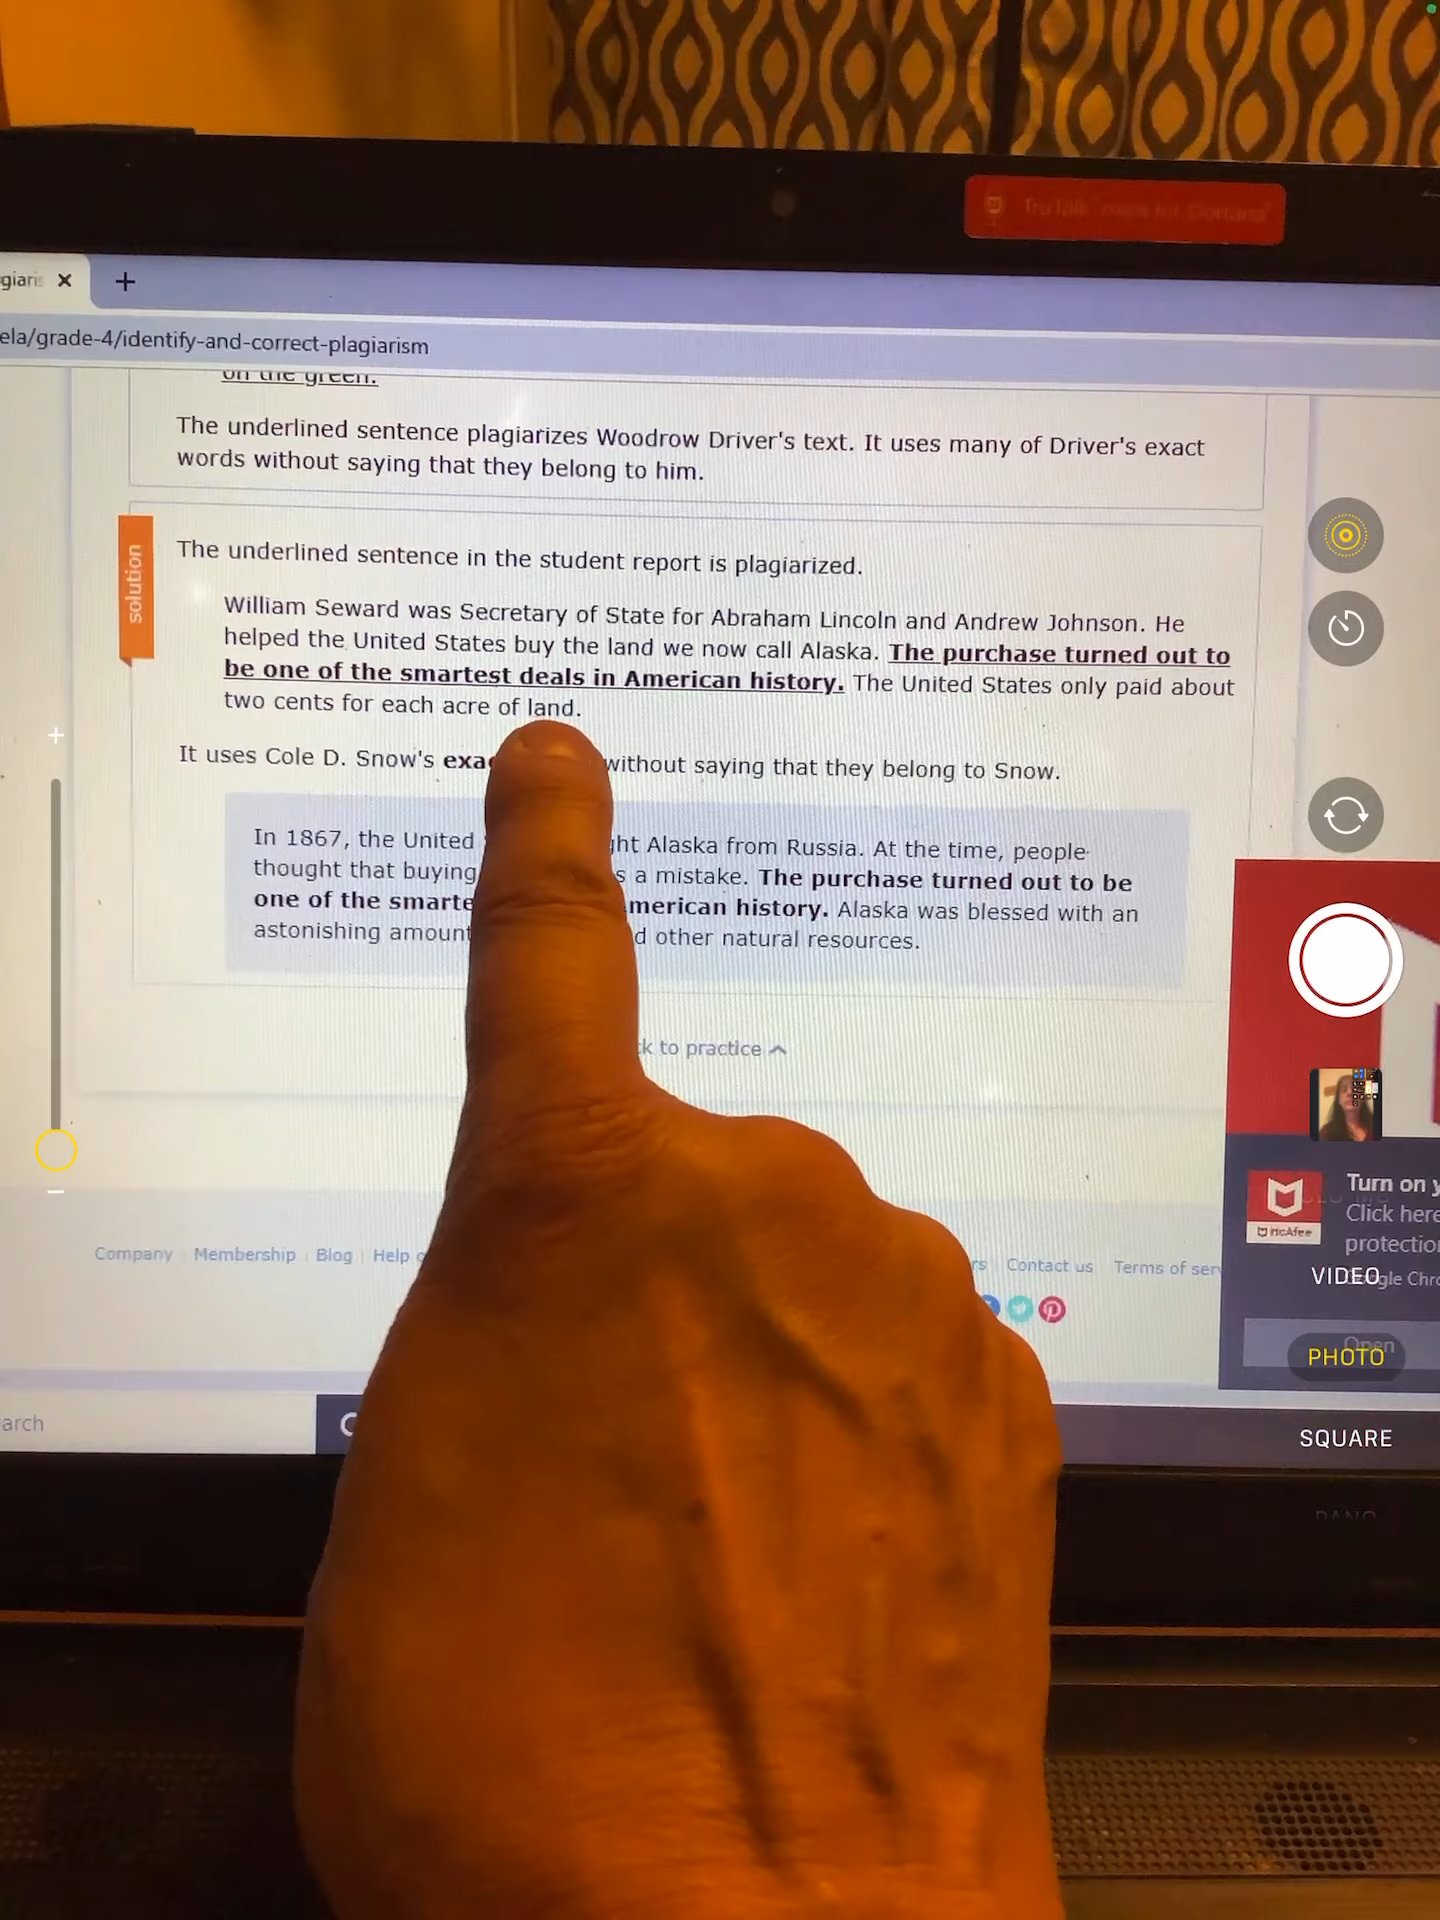 giaris
ela/grade-4/identify-and-correct-plagiarism
on the green.
The underlined sentence plagiarizes Woodrow Driver's text. It uses many of Driver's exact
words without saying that they belong to him.
solution
The underlined sentence in the student report is plagiarized.
William Seward was Secretary of State for Abraham Lincoln and Andrew Johnson. He
helped the United States buy the land we now call Alaska. The purchase turned out to
be one of the smartest deals in American history. The United States only paid about
two cents for each acre of land.
It uses Cole D. Snow's exac without saying that they belong to Snow.
In 1867, the United ght Alaska from Russia. At the time, people
thought that buying s a mistake. The purchase turned out to be
one of the smarte merican history. Alaska was blessed with an
astonishing amount d other natural resources.
k to practice
Company Membership Blog Help rs Contact us Terms of serv
McAfee
Turn on y
Click here
protection
Google Chro
Open
VIDEO
PHOTO
SQUARE
PANO
arch